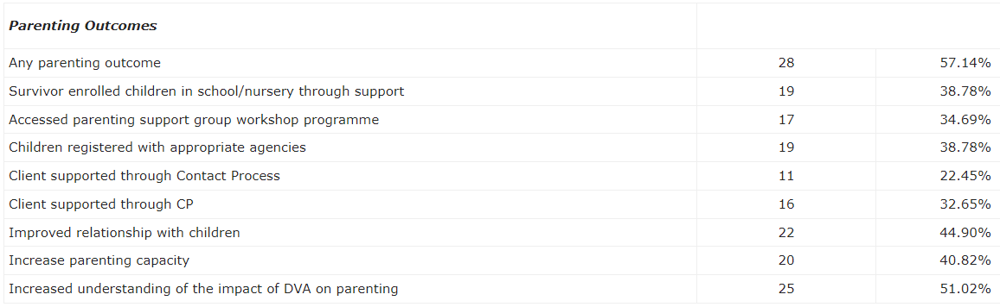 Parenting Outcomes
Any parenting outcome 28 57.14%
Survivor enrolled children in school/nursery through support 19 38.78%
Accessed parenting support group workshop programme 17 34.69%
Children registered with appropriate agencies 19 38.78%
Client supported through Contact Process 11 22.45%
Client supported through CP 16 32.65%
Improved relationship with children 22 44.90%
Increase parenting capacity 20 40.82%
Increased understanding of the impact of DVA on parenting 25 51.02%